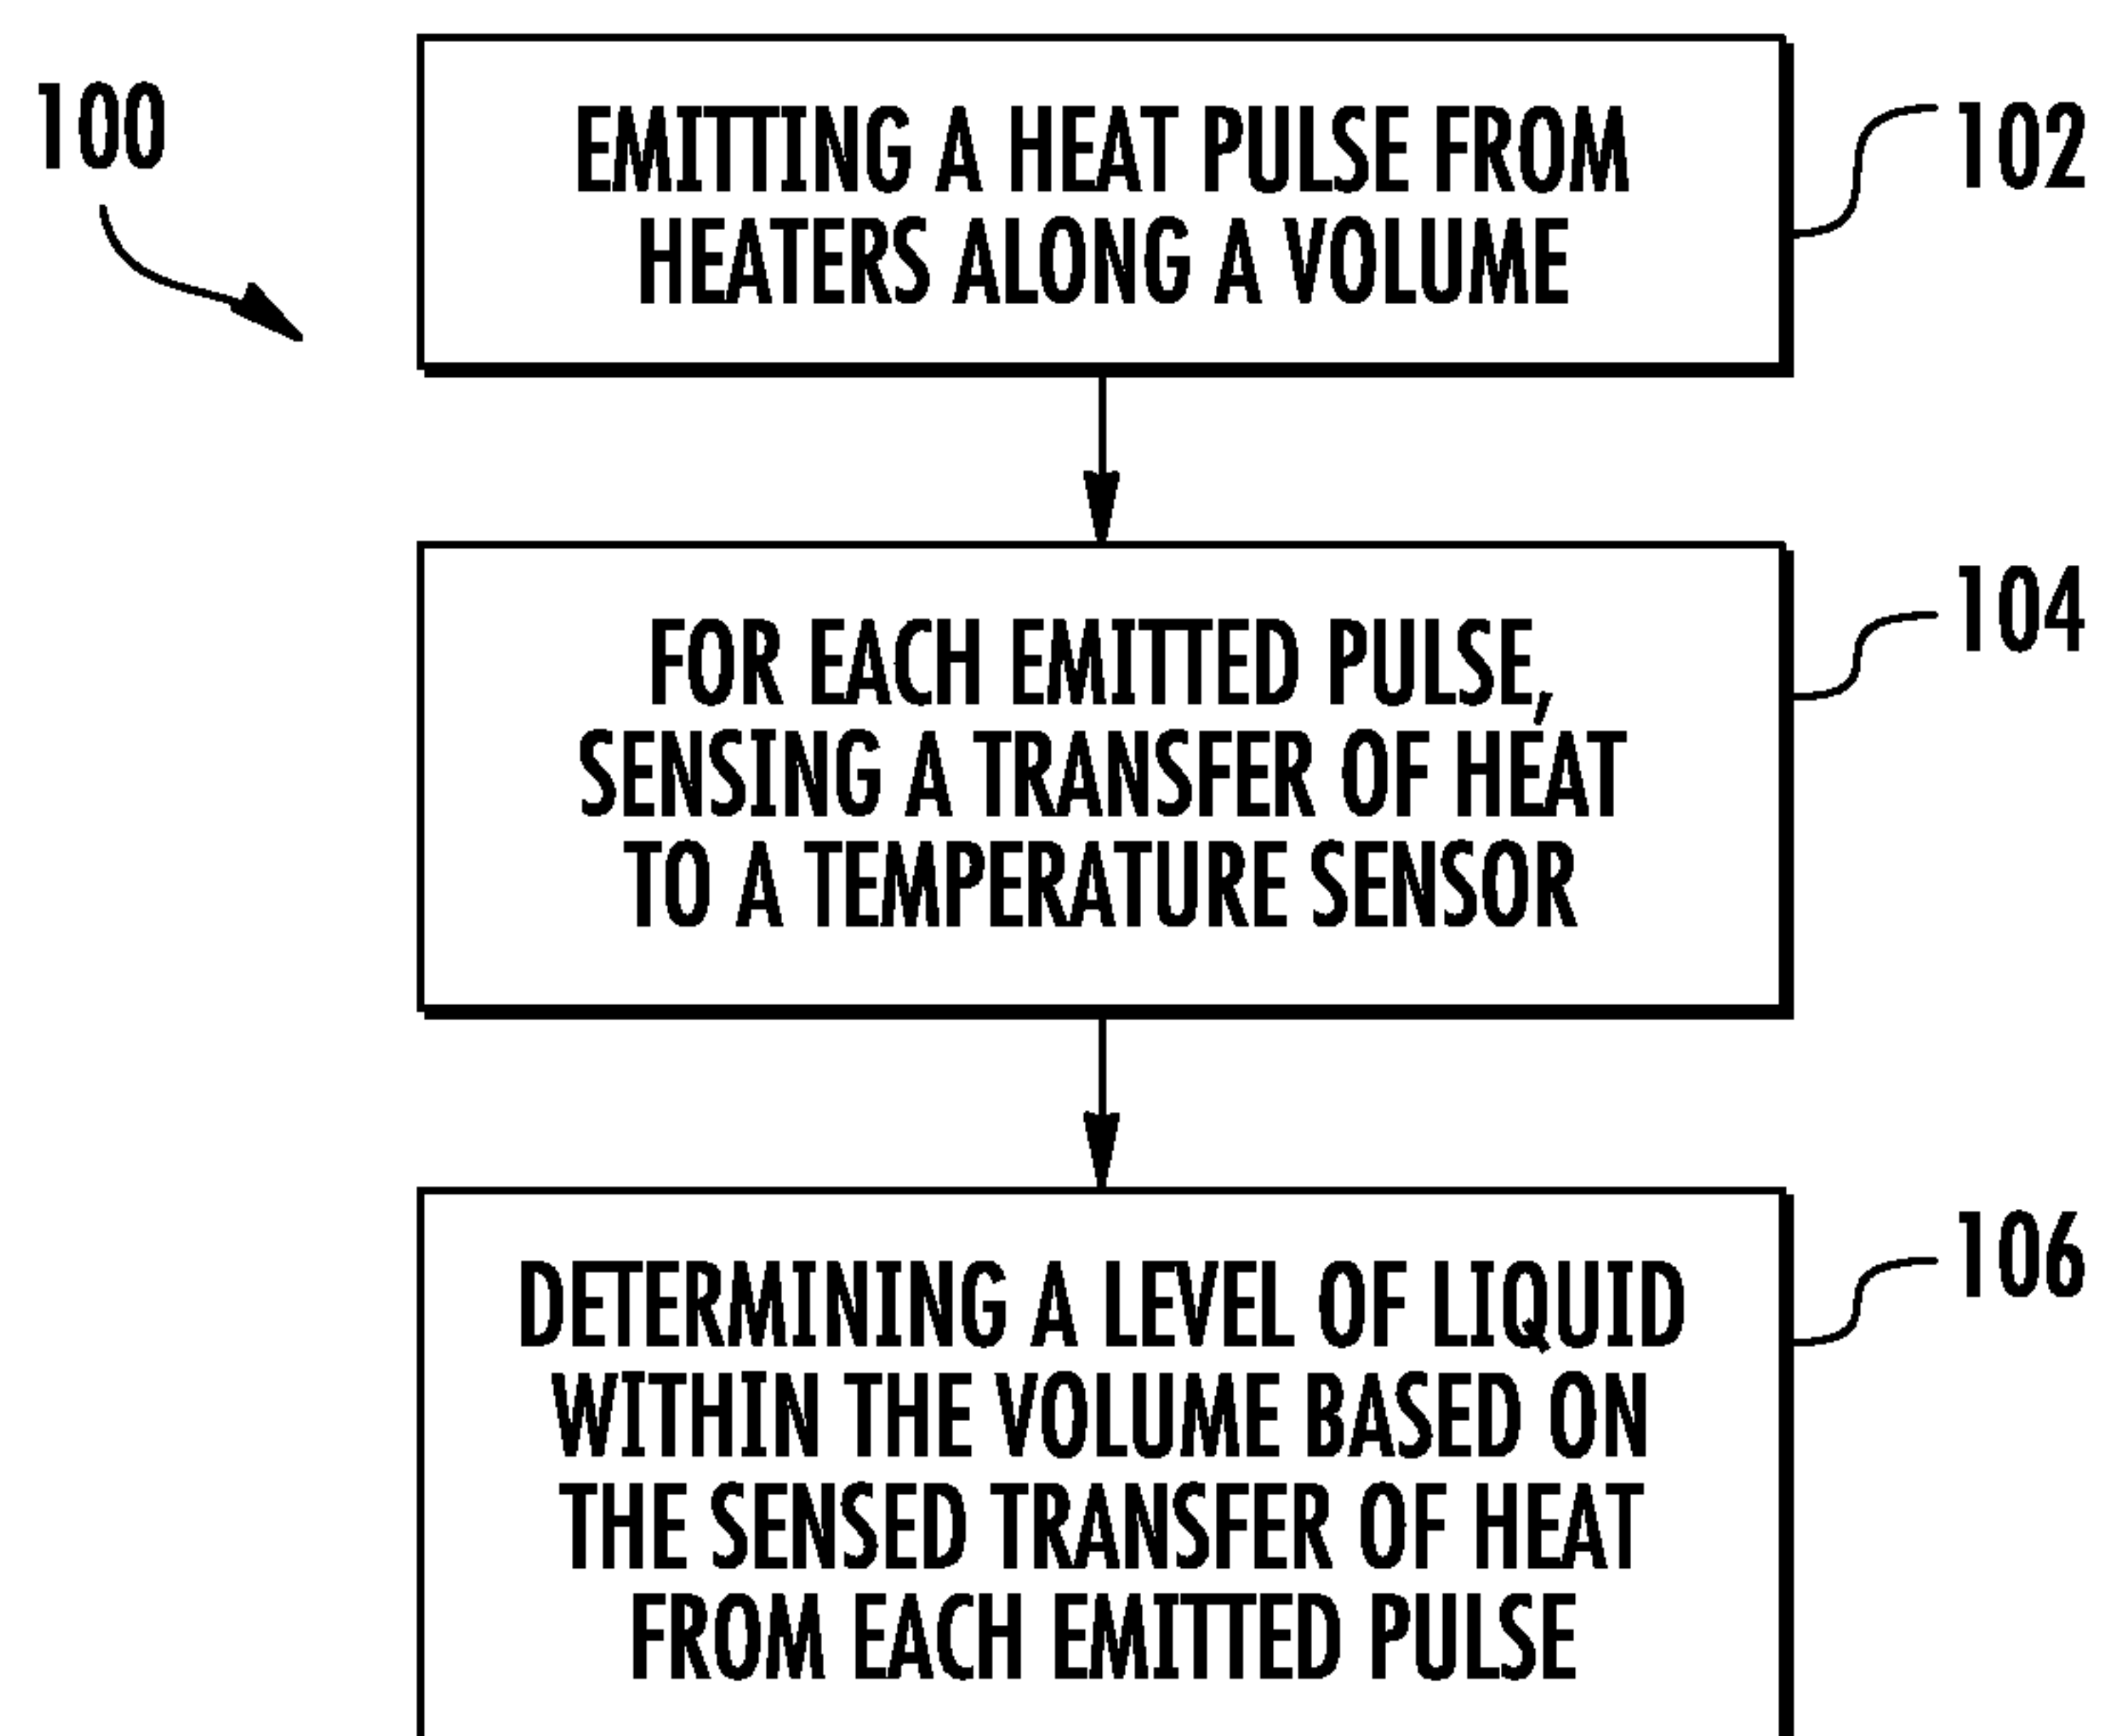 100
EMITTING A HEAT PULSE FROM
HEATERS ALONG A VOLUME
102
FOR EACH EMITTED PULSE,
SENSING A TRANSFER OF HEAT
TO A TEMPERATURE SENSOR
104
DETERMINING A LEVEL OF LIQUID
WITHIN THE VOLUME BASED ON
THE SENSED TRANSFER OF HEAT
FROM EACH EMITTED PULSE
106